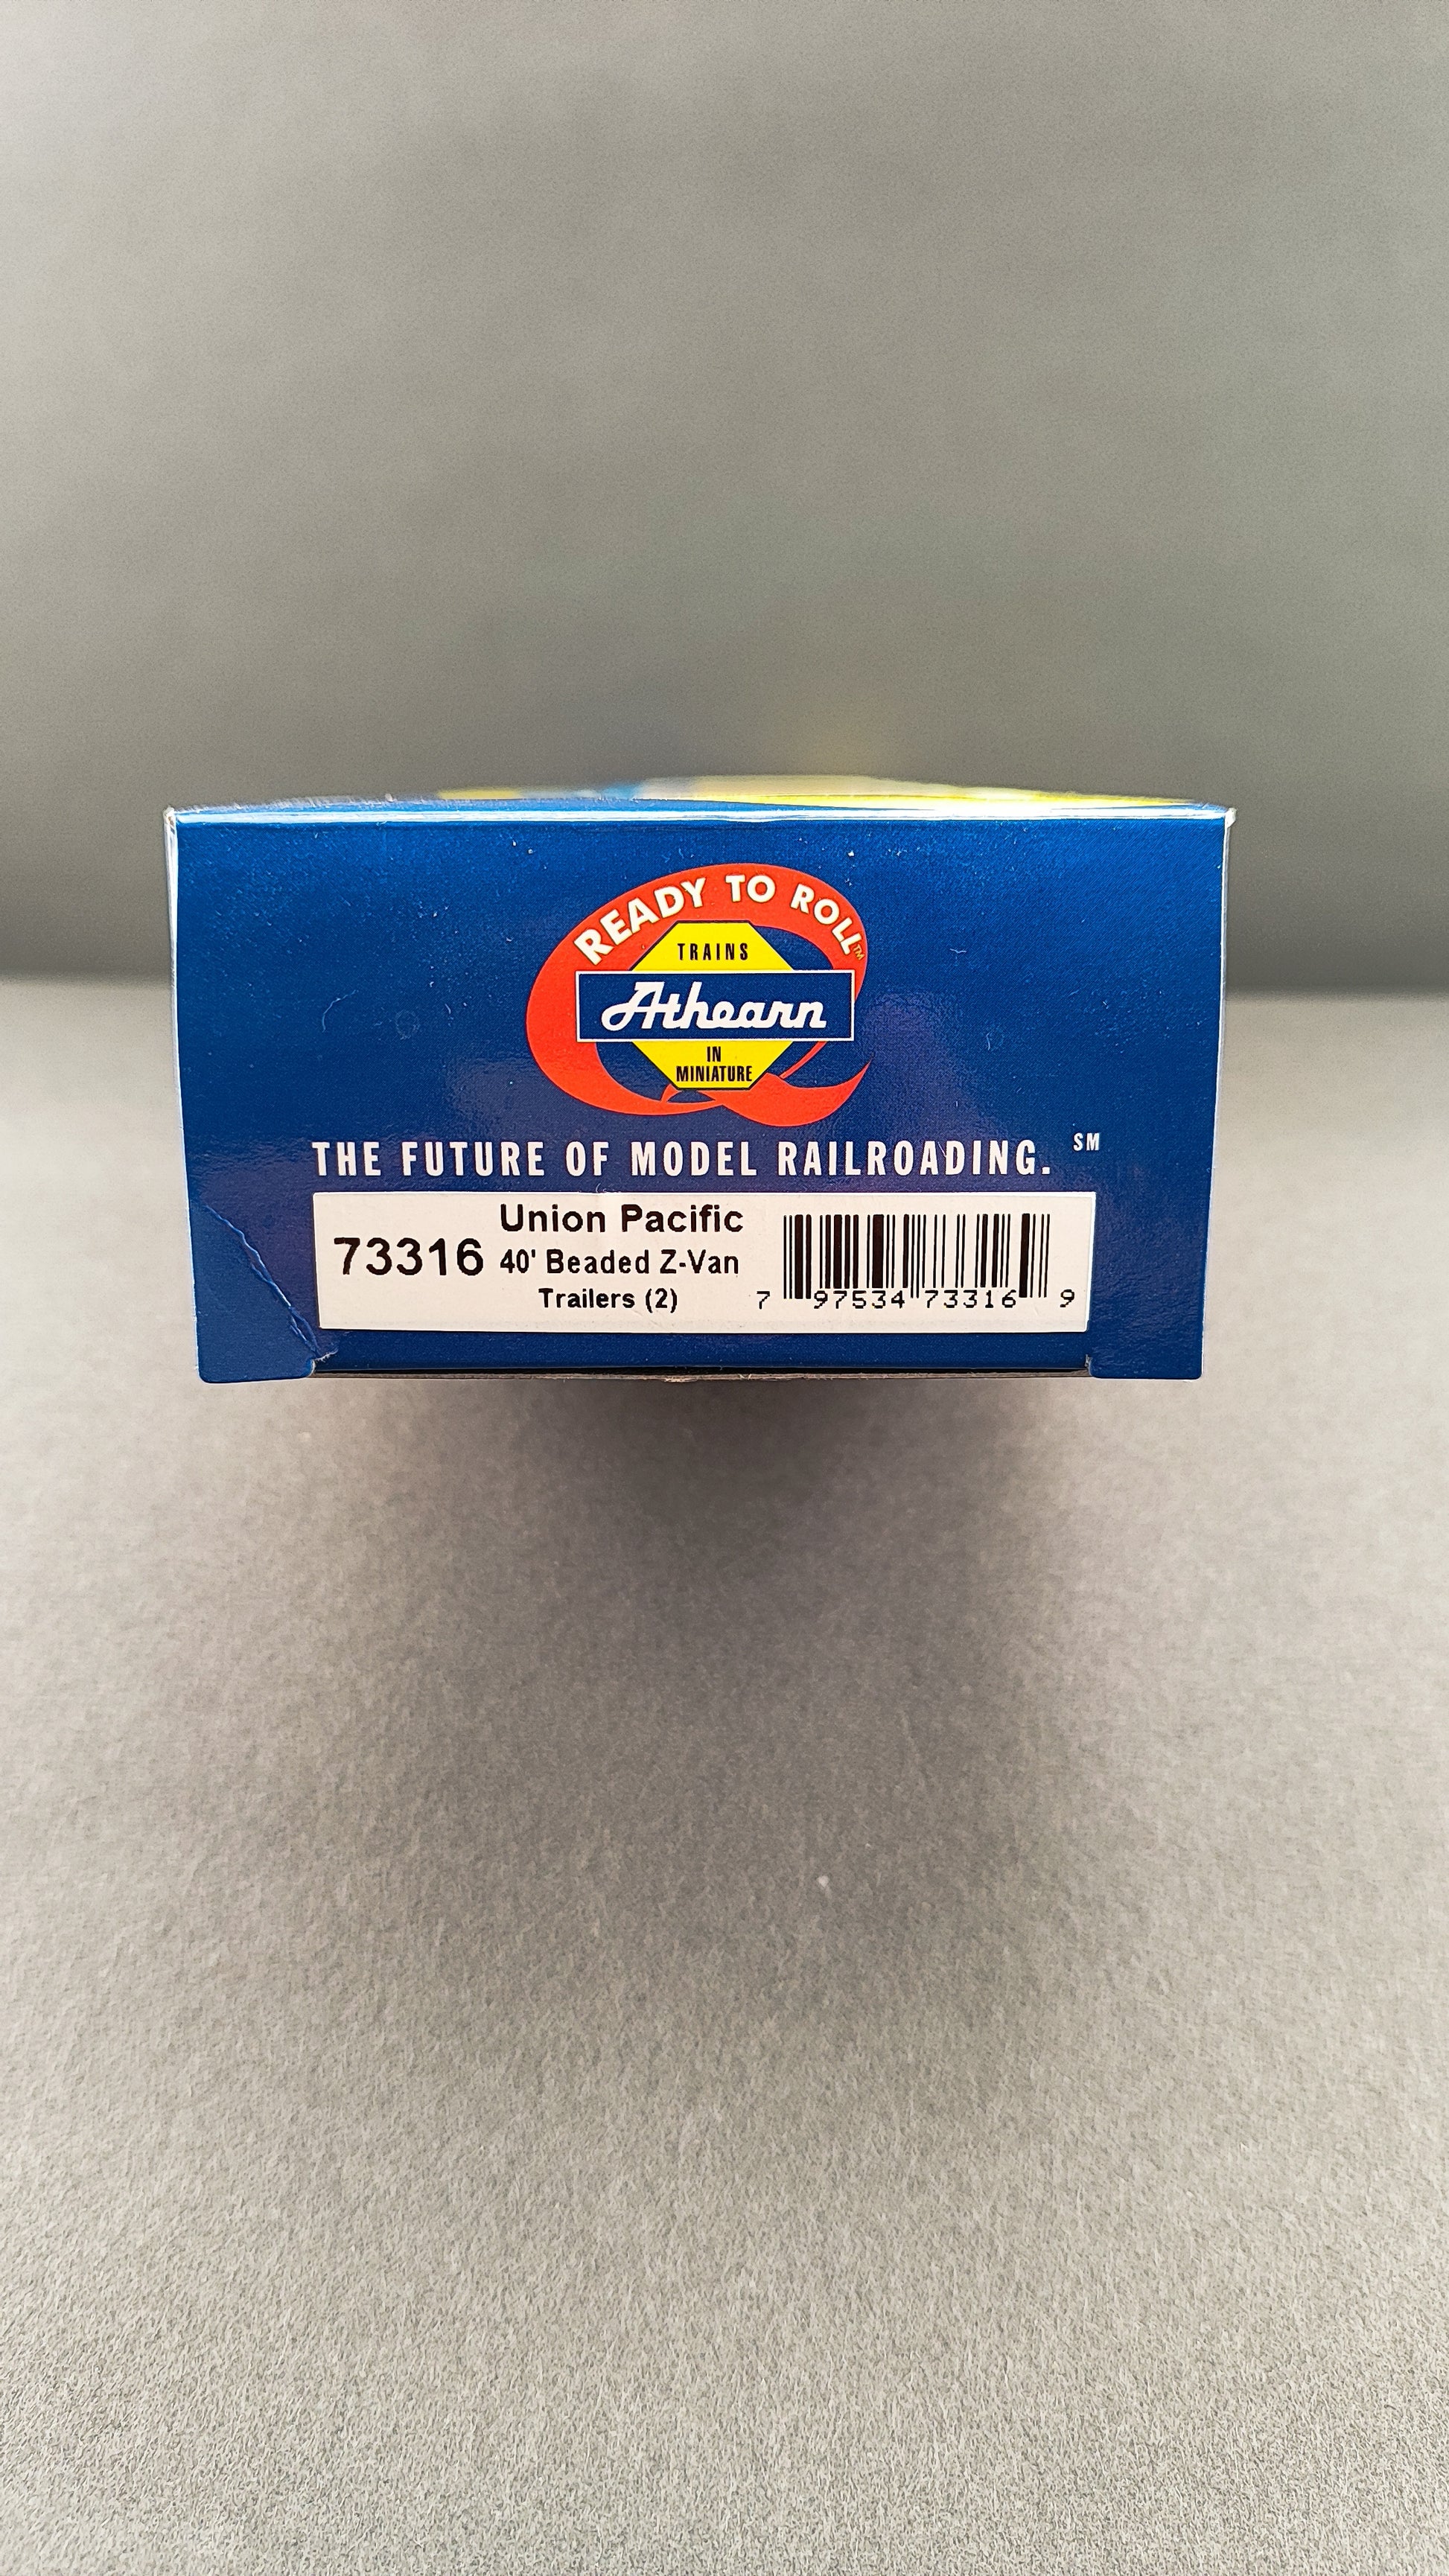 READY TO ROLL™
TRAINS
Athearn
IN
MINIATURE
THE FUTURE OF MODEL RAILROADING. SM
73316
Union Pacific
40' Beaded Z-Van
Trailers (2)
7 97534 73316 9